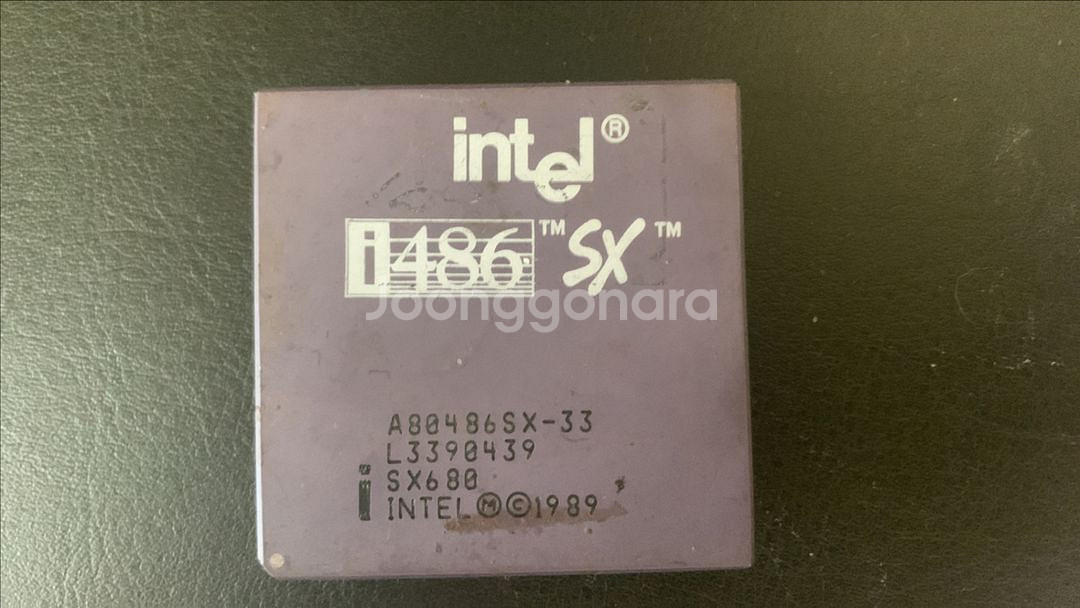 intel®
i486™ SX™
Joonggonara
A80486SX-33
L3390439
SX680
i INTEL Ⓜ©1989